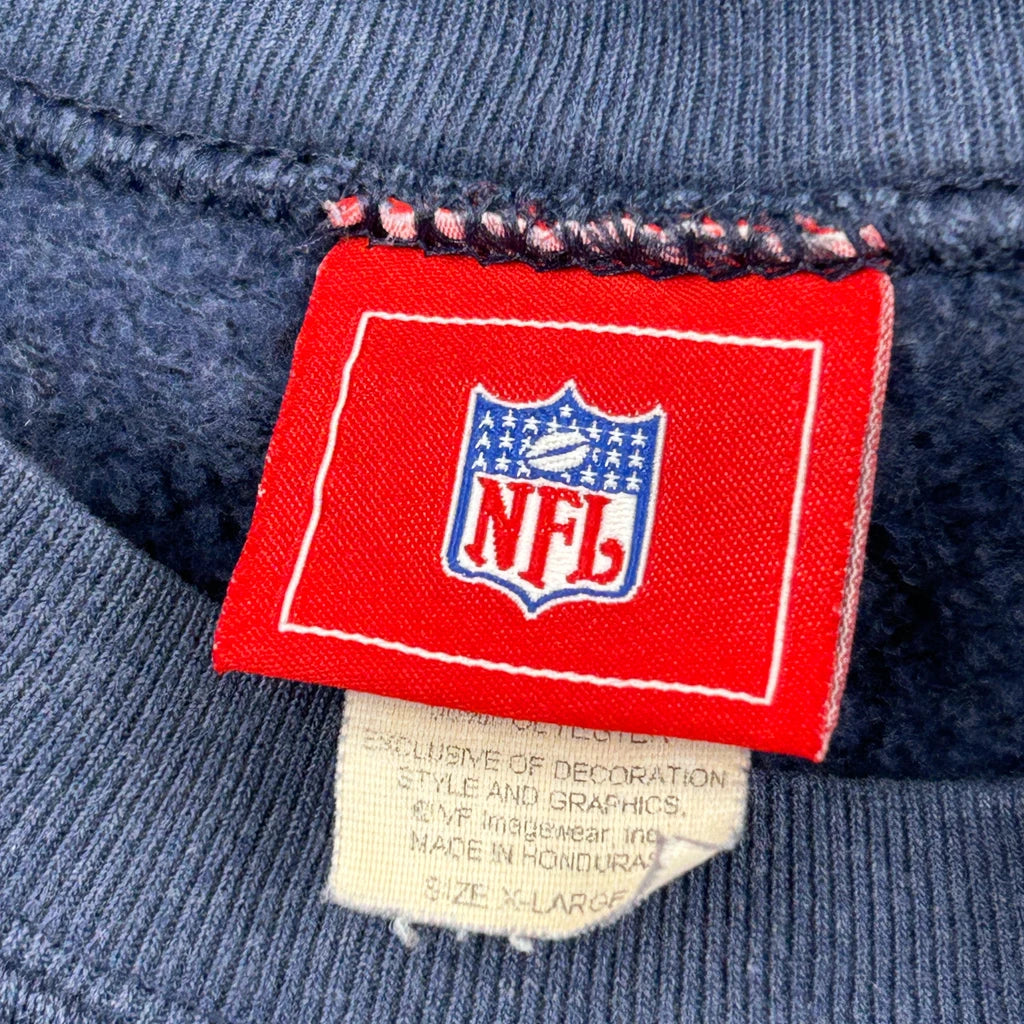 NFL
EXCLUSIVE OF DECORATION
STYLE AND GRAPHICS.
©VF Imagewear, Inc.
MADE IN HONDURAS
SIZE X-LARGE